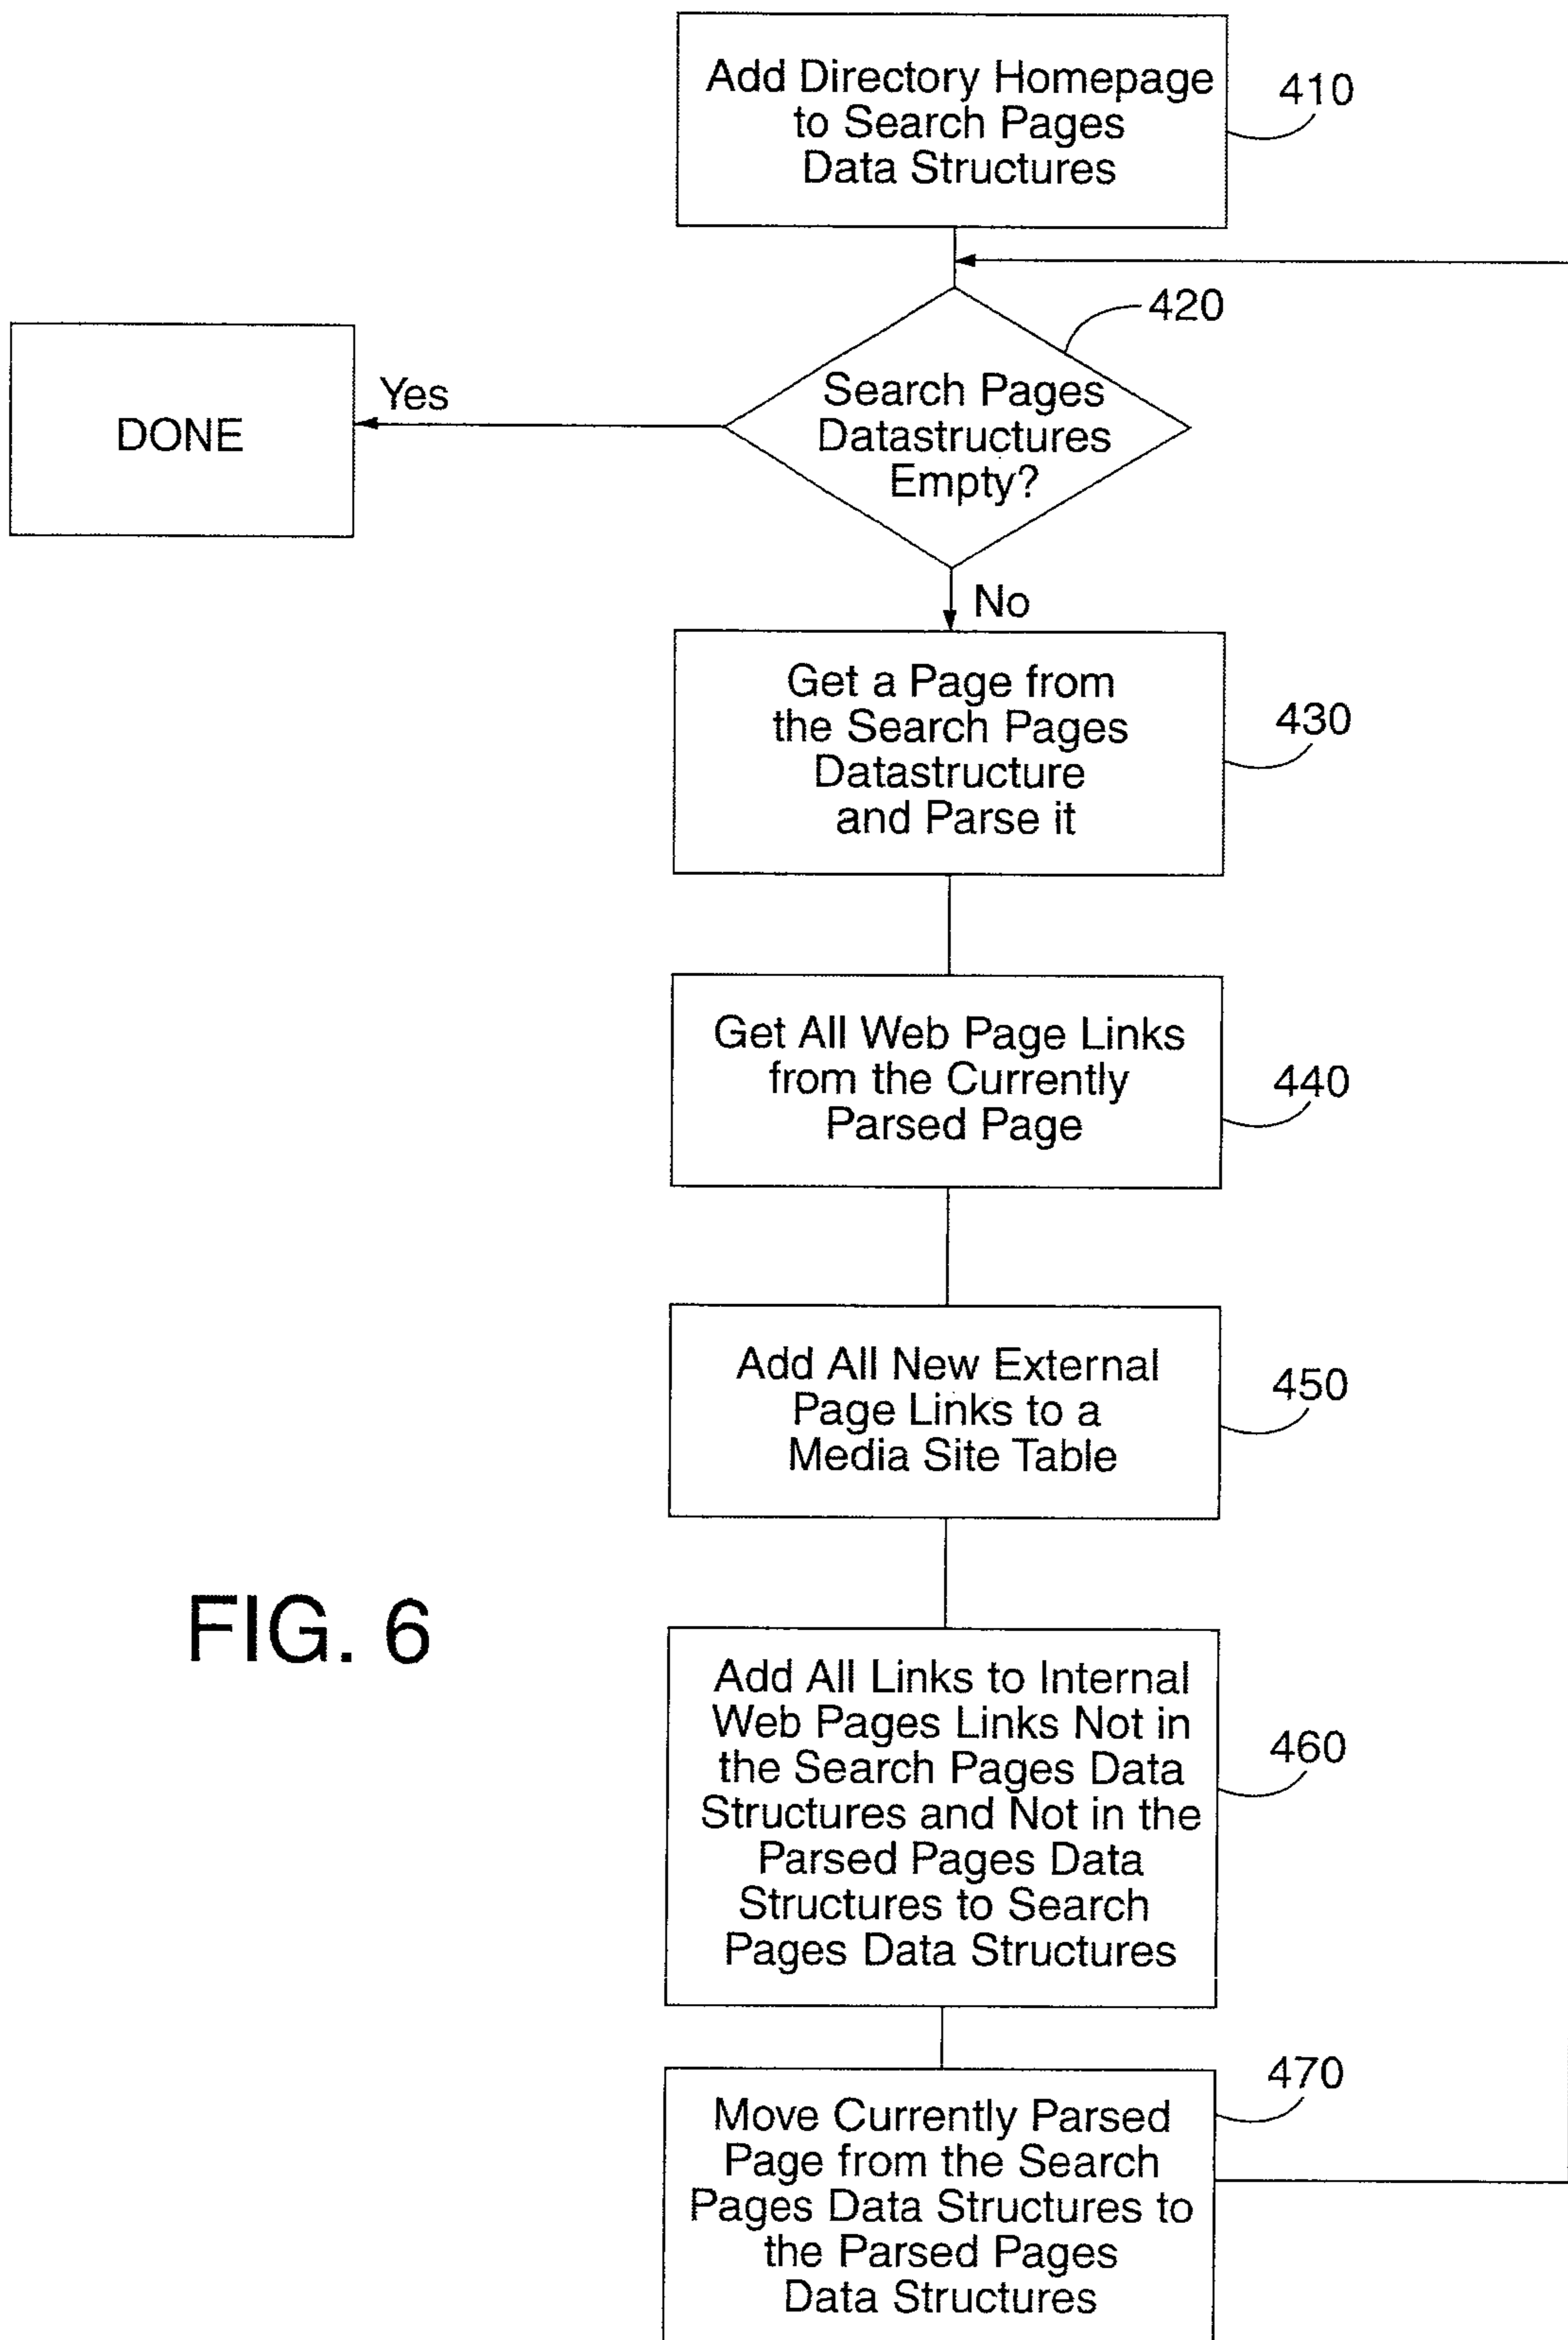 Add Directory Homepage
to Search Pages
Data Structures
410
420
Search Pages
Datastructures
Empty?
Yes
DONE
No
Get a Page from
the Search Pages
Datastructure
and Parse it
430
Get All Web Page Links
from the Currently
Parsed Page
440
Add All New External
Page Links to a
Media Site Table
450
FIG. 6
Add All Links to Internal
Web Pages Links Not in
the Search Pages Data
Structures and Not in the
Parsed Pages Data
Structures to Search
Pages Data Structures
460
Move Currently Parsed
Page from the Search
Pages Data Structures to
the Parsed Pages
Data Structures
470